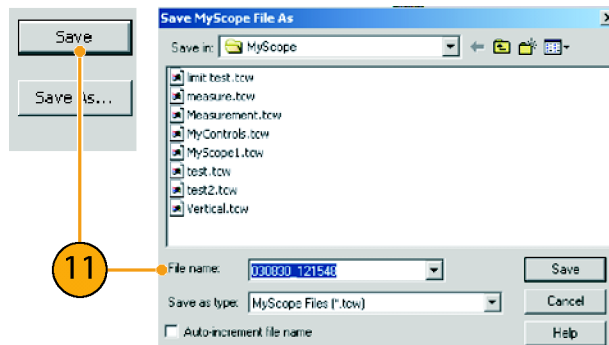 Save
Save As...
11
Save MyScope File As
Save in: MyScope
limit test.tcw
measure.tcw
Measurement.tcw
MyControls.tcw
MyScope1.tcw
test.tcw
test2.tcw
Vertical.tcw
File name: 030830_121548 Save
Save as type: MyScope Files (*.tcw) Cancel
Auto-increment file name Help